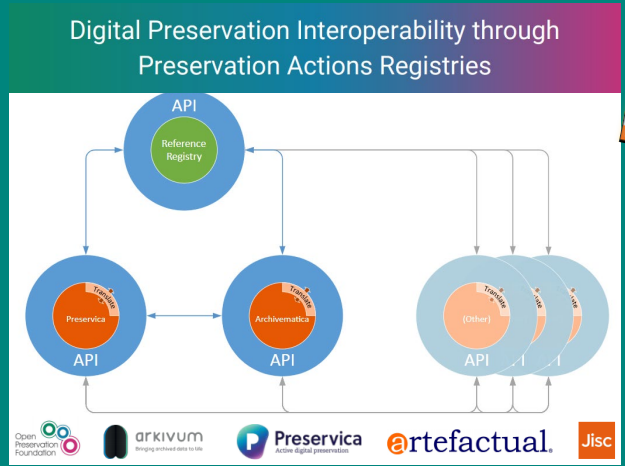 Digital Preservation Interoperability through
Preservation Actions Registries
API
Reference
Registry
Translate
Preservica
API
Translate
Archivematica
API
Translate
(Other)
API
Open
Preservation
Foundation
arkivum
Bringing archived data to life
Preservica
Active digital preservation
artefactual.
Jisc